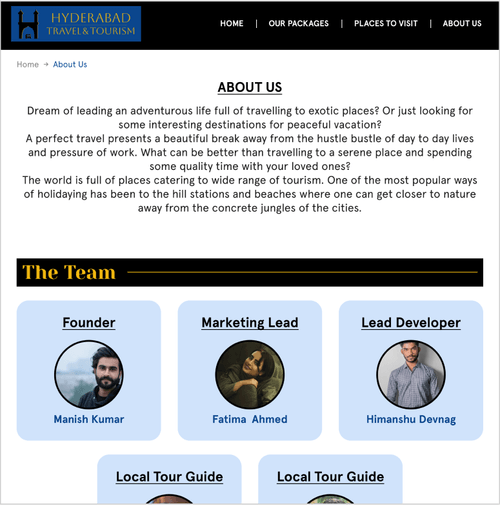 HYDERABAD
TRAVEL & TOURISM
HOME | OUR PACKAGES | PLACES TO VISIT | ABOUT US
Home → About Us
ABOUT US
Dream of leading an adventurous life full of travelling to exotic places? Or just looking for
some interesting destinations for peaceful vacation?
A perfect travel presents a beautiful break away from the hustle bustle of day to day lives
and pressure of work. What can be better than travelling to a serene place and spending
some quality time with your loved ones?
The world is full of places catering to wide range of tourism. One of the most popular ways
of holidaying has been to the hill stations and beaches where one can get closer to nature
away from the concrete jungles of the cities.
The Team
Founder
Manish Kumar
Marketing Lead
Fatima Ahmed
Lead Developer
Himanshu Devnag
Local Tour Guide
Local Tour Guide